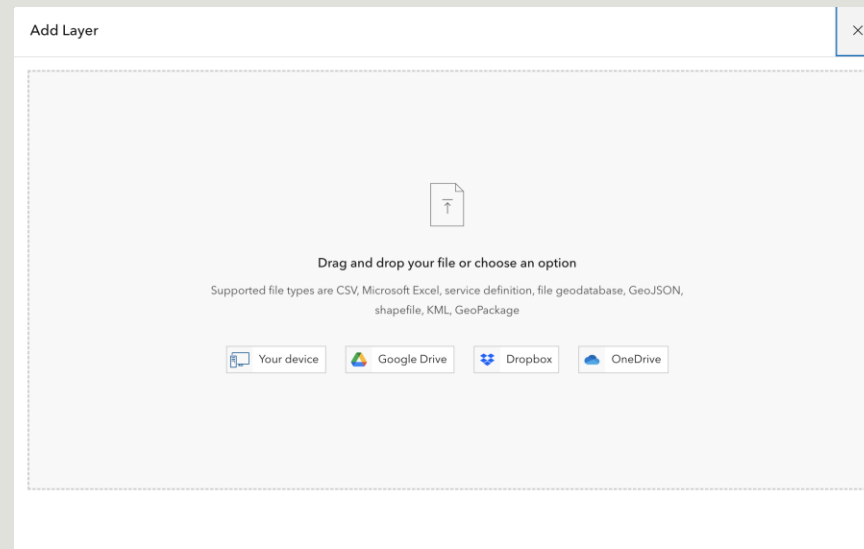 Add Layer
Drag and drop your file or choose an option
Supported file types are CSV, Microsoft Excel, service definition, file geodatabase, GeoJSON,
shapefile, KML, GeoPackage
Your device Google Drive Dropbox OneDrive